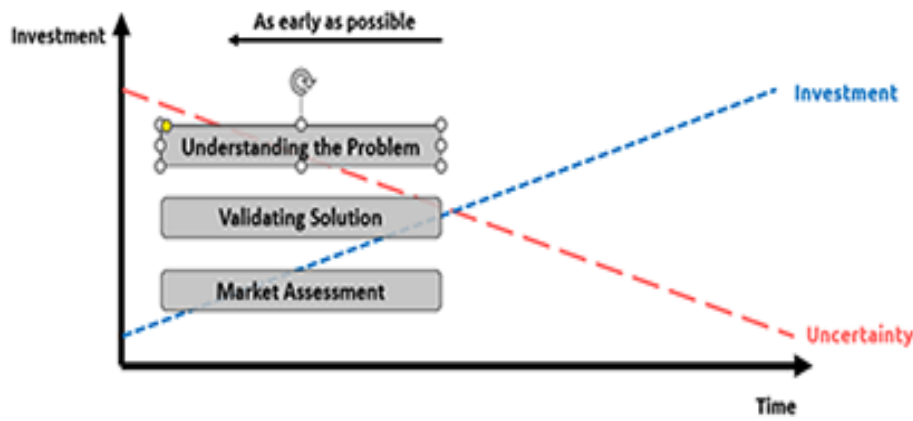 As early as possible
Investment
Investment
Understanding the Problem
Validating Solution
Market Assessment
Uncertainty
Time